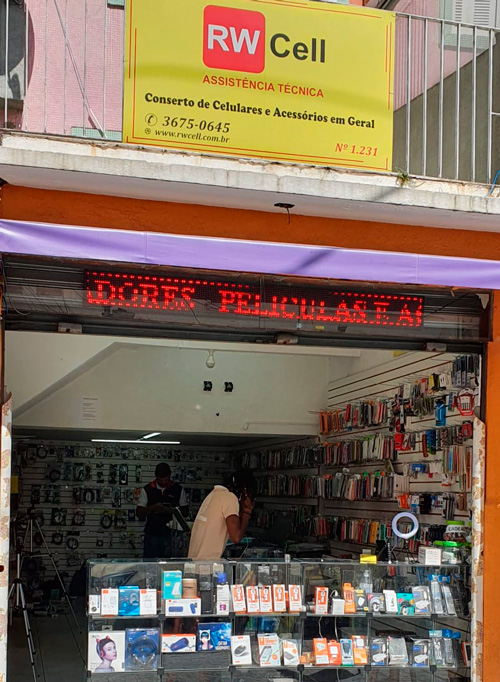 RW Cell
ASSISTÊNCIA TÉCNICA
Conserto de Celulares e Acessórios em Geral
3675-0645
www.rwcell.com.br
Nº 1.231
DORES PELICULAS E A